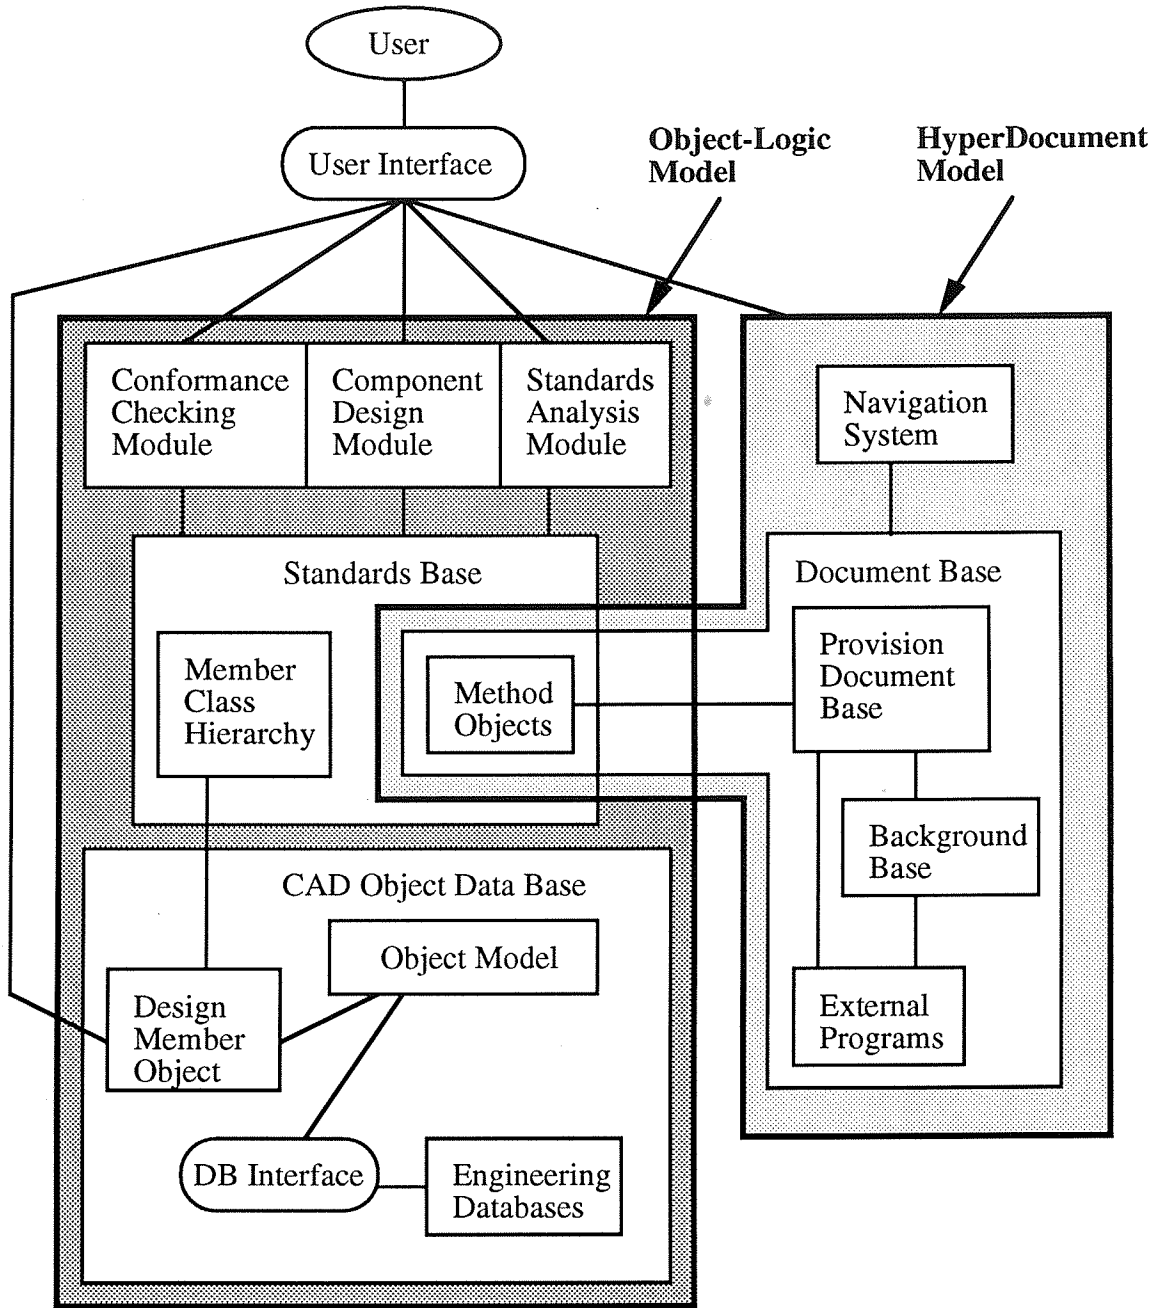 User
User Interface
Object-Logic
Model
HyperDocument
Model
Conformance
Checking
Module
Component
Design
Module
Standards
Analysis
Module
Navigation
System
Standards Base
Document Base
Member
Class
Hierarchy
Method
Objects
Provision
Document
Base
Background
Base
CAD Object Data Base
Object Model
Design
Member
Object
External
Programs
DB Interface
Engineering
Databases